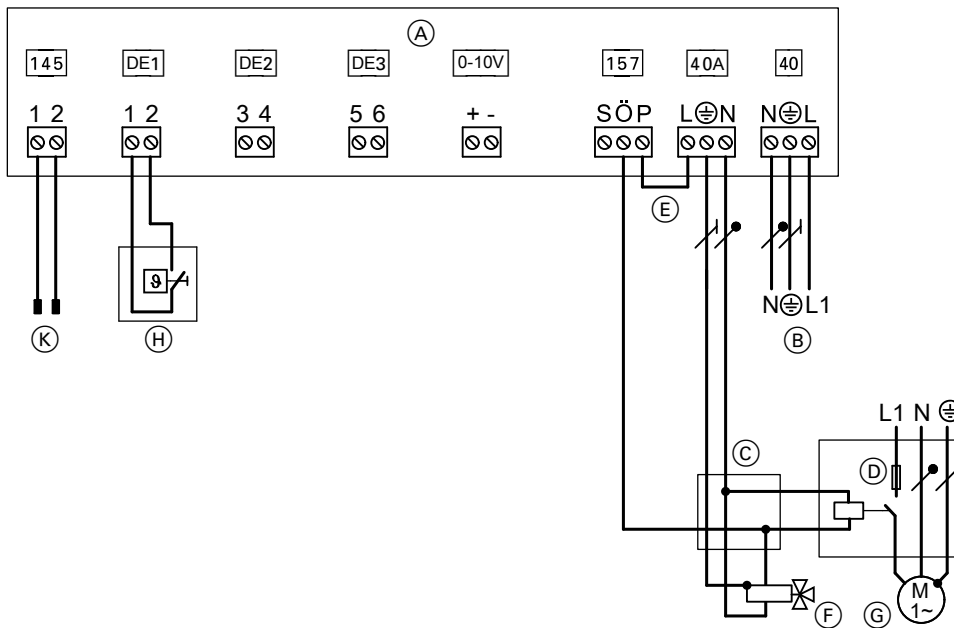 A
145 DE1 DE2 DE3 0-10V 157 40A 40
1 2 1 2 3 4 5 6 + - S Ö P L N N L
E
ϑ
N L1
K H B
L1 N
C
D
M
1~
F G